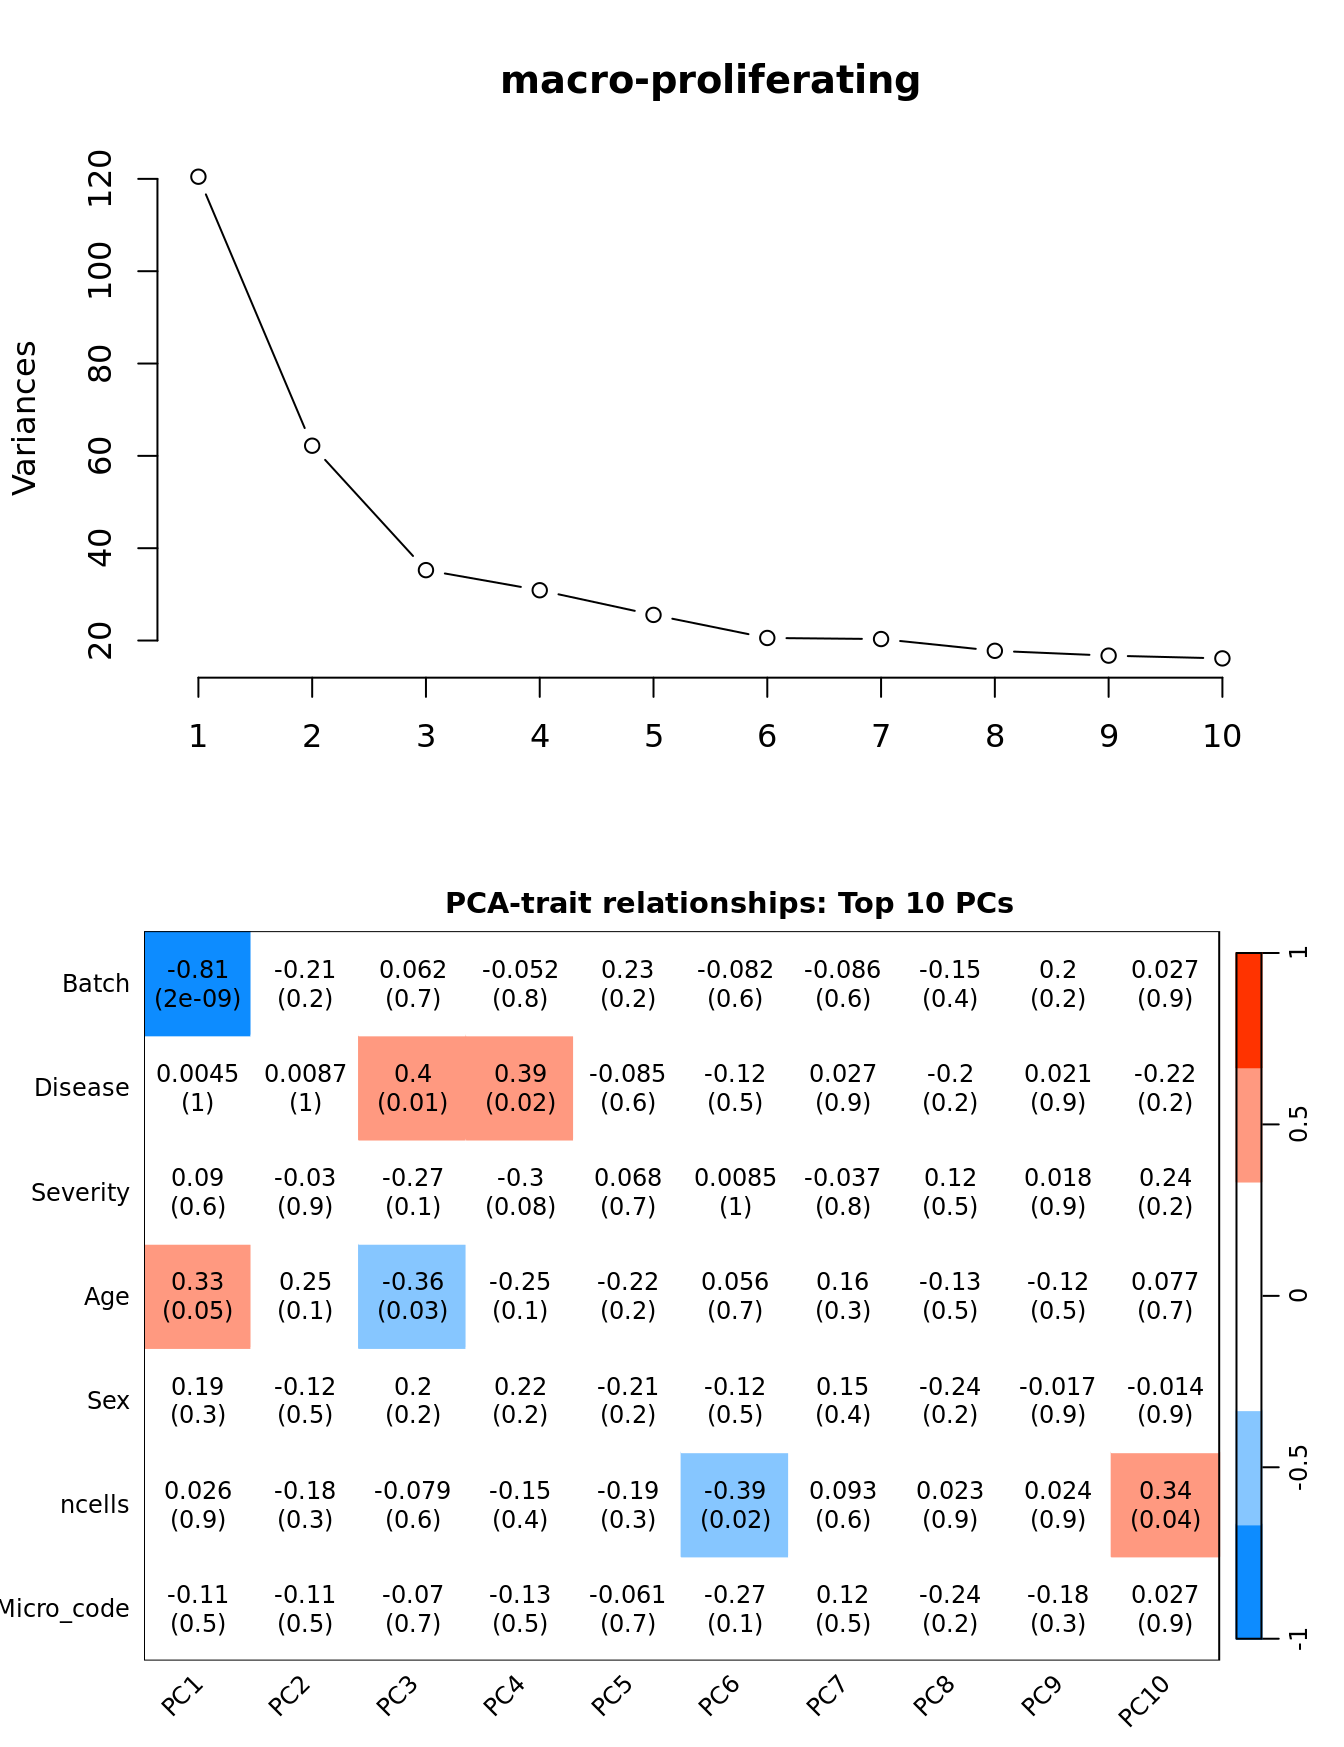 macro-proliferating
Variances
120
100
80
60
40
20
1 2 3 4 5 6 7 8 9 10
PCA-trait relationships: Top 10 PCs
Batch -0.81 -0.21 0.062 -0.052 0.23 -0.082 -0.086 -0.15 0.2 0.027
(2e-09) (0.2) (0.7) (0.8) (0.2) (0.6) (0.6) (0.4) (0.2) (0.9)
Disease 0.0045 0.0087 0.4 0.39 -0.085 -0.12 0.027 -0.2 0.021 -0.22
(1) (1) (0.01) (0.02) (0.6) (0.5) (0.9) (0.2) (0.9) (0.2)
Severity 0.09 -0.03 -0.27 -0.3 0.068 0.0085 -0.037 0.12 0.018 0.24
(0.6) (0.9) (0.1) (0.08) (0.7) (1) (0.8) (0.5) (0.9) (0.2)
Age 0.33 0.25 -0.36 -0.25 -0.22 0.056 0.16 -0.13 -0.12 0.077
(0.05) (0.1) (0.03) (0.1) (0.2) (0.7) (0.3) (0.5) (0.5) (0.7)
Sex 0.19 -0.12 0.2 0.22 -0.21 -0.12 0.15 -0.24 -0.017 -0.014
(0.3) (0.5) (0.2) (0.2) (0.2) (0.5) (0.4) (0.2) (0.9) (0.9)
ncells 0.026 -0.18 -0.079 -0.15 -0.19 -0.39 0.093 0.023 0.024 0.34
(0.9) (0.3) (0.6) (0.4) (0.3) (0.02) (0.6) (0.9) (0.9) (0.04)
Micro_code -0.11 -0.11 -0.07 -0.13 -0.061 -0.27 0.12 -0.24 -0.18 0.027
(0.5) (0.5) (0.7) (0.5) (0.7) (0.1) (0.5) (0.2) (0.3) (0.9)
PC1 PC2 PC3 PC4 PC5 PC6 PC7 PC8 PC9 PC10
1
0.5
0
-0.5
-1